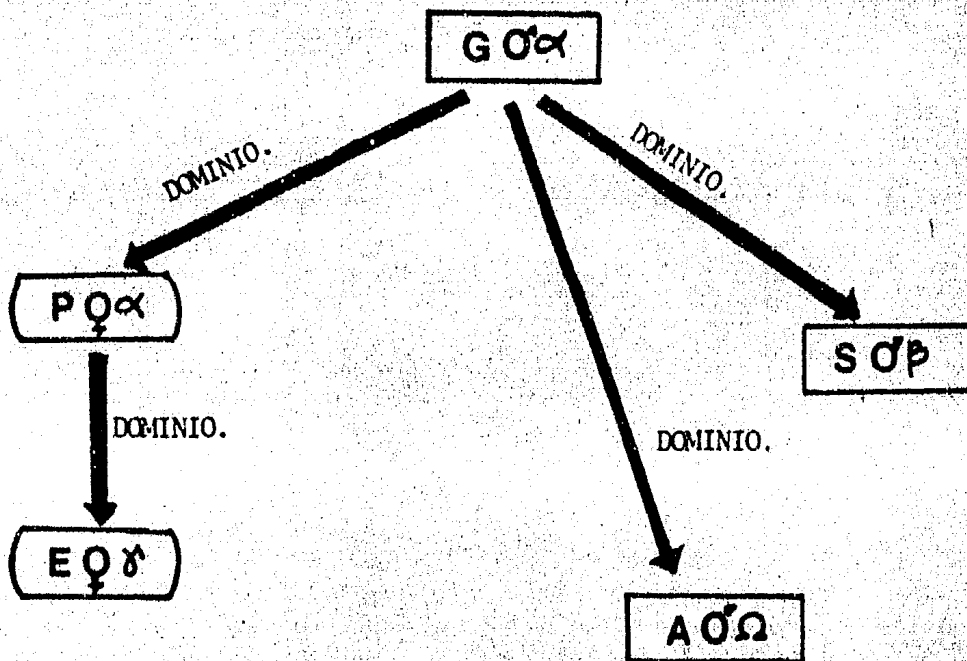 G ♂ α
DOMINIO.
DOMINIO.
P ♀ α
S ♂ β
DOMINIO.
DOMINIO.
E ♀ γ
A ♂ Ω